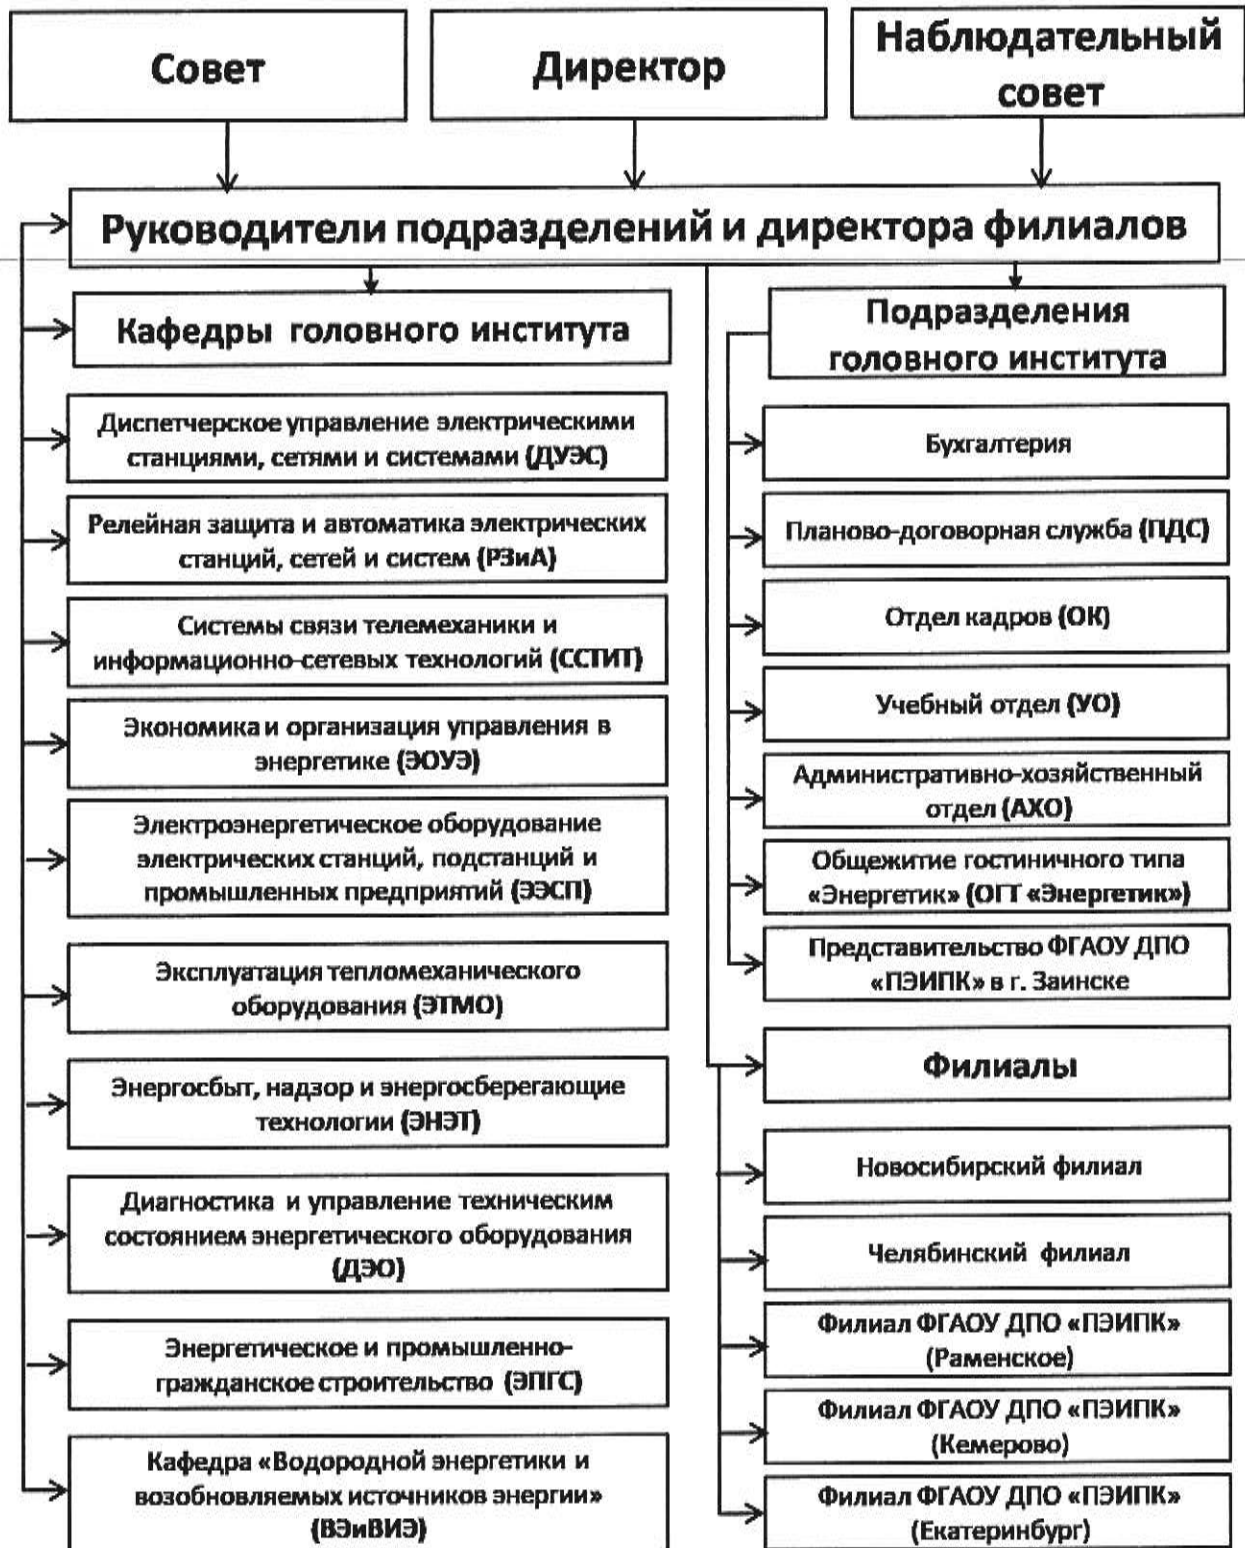 Совет
Директор
Наблюдательный
совет
Руководители подразделений и директора филиалов
Кафедры головного института
Диспетчерское управление электрическими
станциями, сетями и системами (ДУЭС)
Релейная защита и автоматика электрических
станций, сетей и систем (РЗиА)
Системы связи телемеханики и
информационно-сетевых технологий (ССТИТ)
Экономика и организация управления в
энергетике (ЭОУЭ)
Электроэнергетическое оборудование
электрических станций, подстанций и
промышленных предприятий (ЭЭСП)
Эксплуатация тепломеханического
оборудования (ЭТМО)
Энергосбыт, надзор и энергосберегающие
технологии (ЭНЭТ)
Диагностика и управление техническим
состоянием энергетического оборудования
(ДЭО)
Энергетическое и промышленно-
гражданское строительство (ЭПГС)
Кафедра «Водородной энергетики и
возобновляемых источников энергии»
(ВЭиВИЭ)
Подразделения
головного института
Бухгалтерия
Планово-договорная служба (ПДС)
Отдел кадров (ОК)
Учебный отдел (УО)
Административно-хозяйственный
отдел (АХО)
Общежитие гостиничного типа
«Энергетик» (ОГТ «Энергетик»)
Представительство ФГАОУ ДПО
«ПЭИПК» в г. Заинске
Филиалы
Новосибирский филиал
Челябинский филиал
Филиал ФГАОУ ДПО «ПЭИПК»
(Раменское)
Филиал ФГАОУ ДПО «ПЭИПК»
(Кемерово)
Филиал ФГАОУ ДПО «ПЭИПК»
(Екатеринбург)